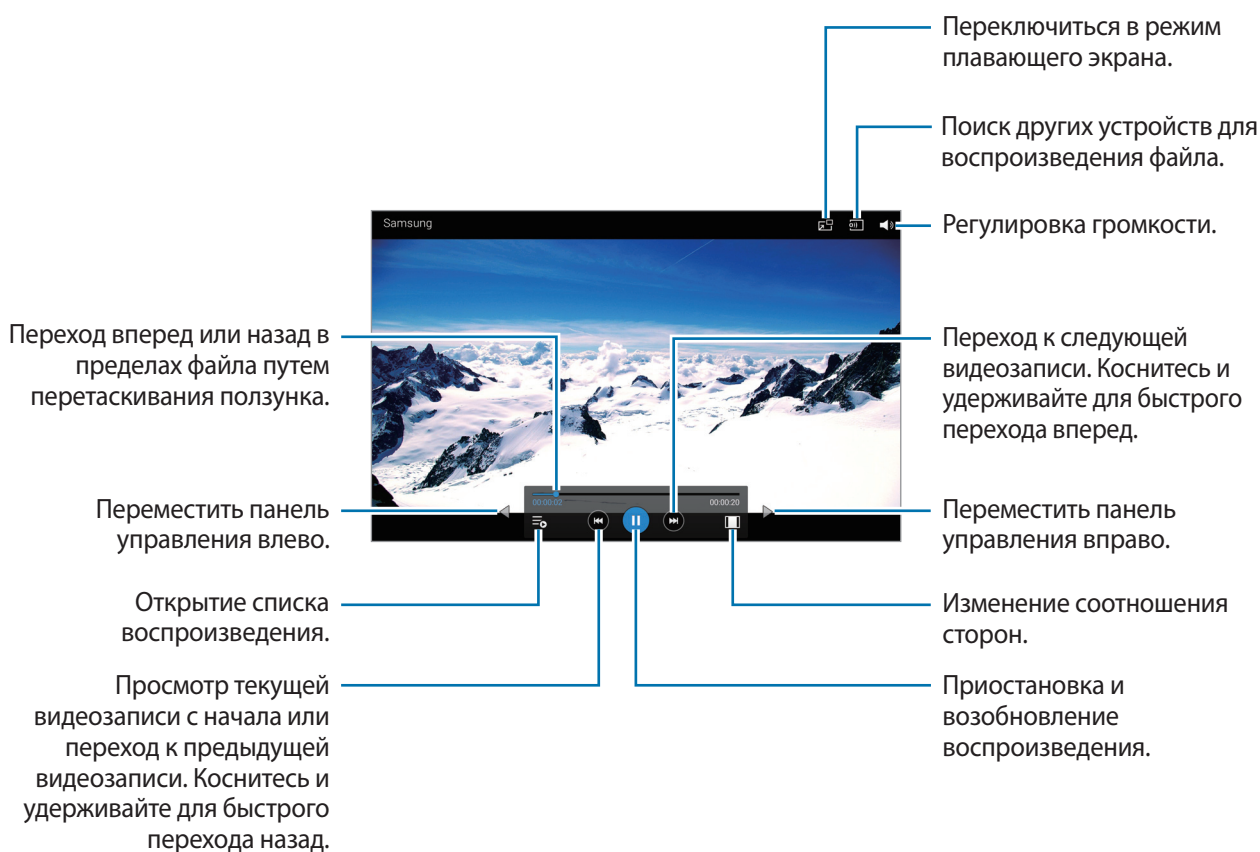 Переключиться в режим
плавающего экрана.
Поиск других устройств для
воспроизведения файла.
Samsung
Регулировка громкости.
Переход вперед или назад в
пределах файла путем
перетаскивания ползунка.
Переход к следующей
видеозаписи. Коснитесь и
удерживайте для быстрого
перехода вперед.
00:00:02
00:00:20
Переместить панель
управления влево.
Переместить панель
управления вправо.
Открытие списка
воспроизведения.
Изменение соотношения
сторон.
Просмотр текущей
видеозаписи с начала или
переход к предыдущей
видеозаписи. Коснитесь и
удерживайте для быстрого
перехода назад.
Приостановка и
возобновление
воспроизведения.